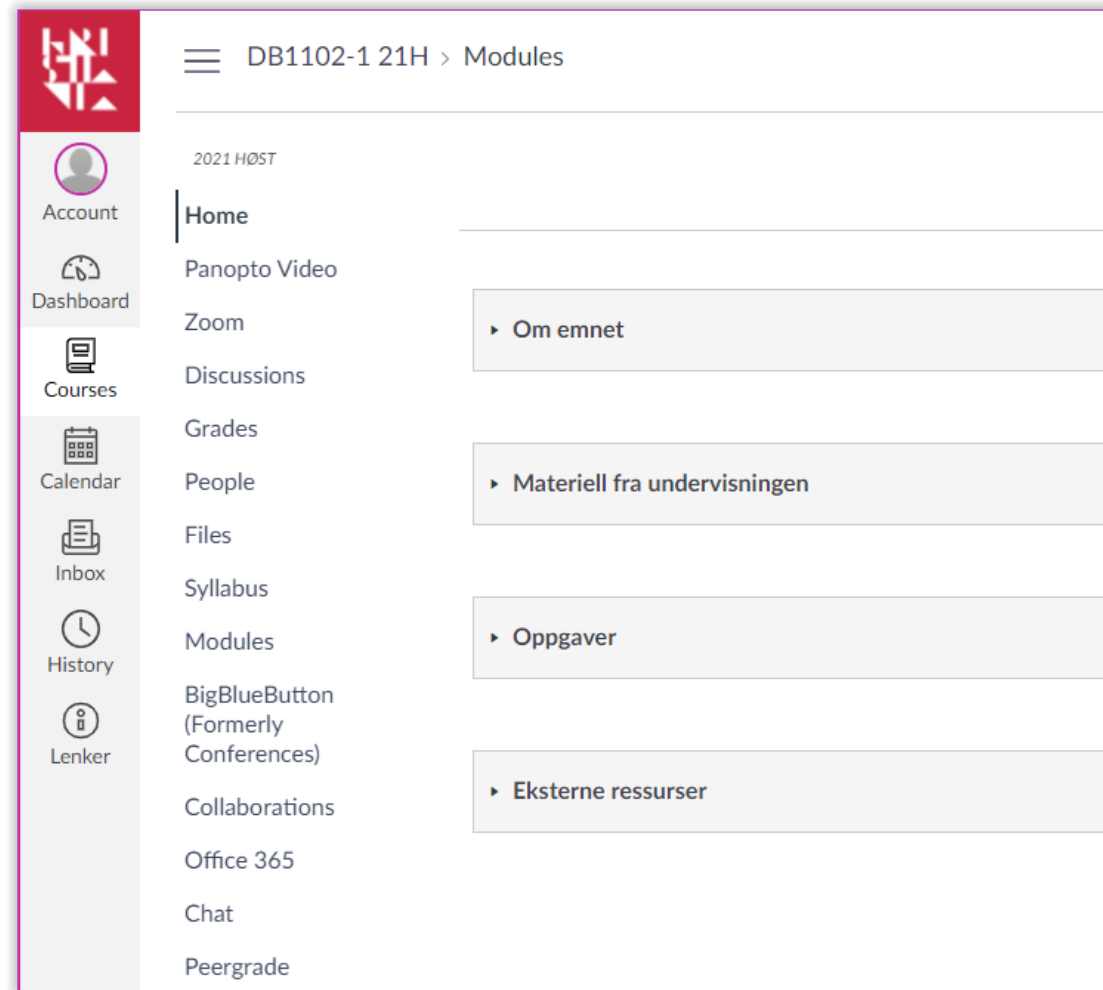 DB1102-1 21H > Modules
Account
Dashboard
Courses
Calendar
Inbox
History
Lenker
2021 HØST
Home
Panopto Video
Zoom
Discussions
Grades
People
Files
Syllabus
Modules
BigBlueButton
(Formerly
Conferences)
Collaborations
Office 365
Chat
Peergrade
Om emnet
Materiell fra undervisningen
Oppgaver
Eksterne ressurser